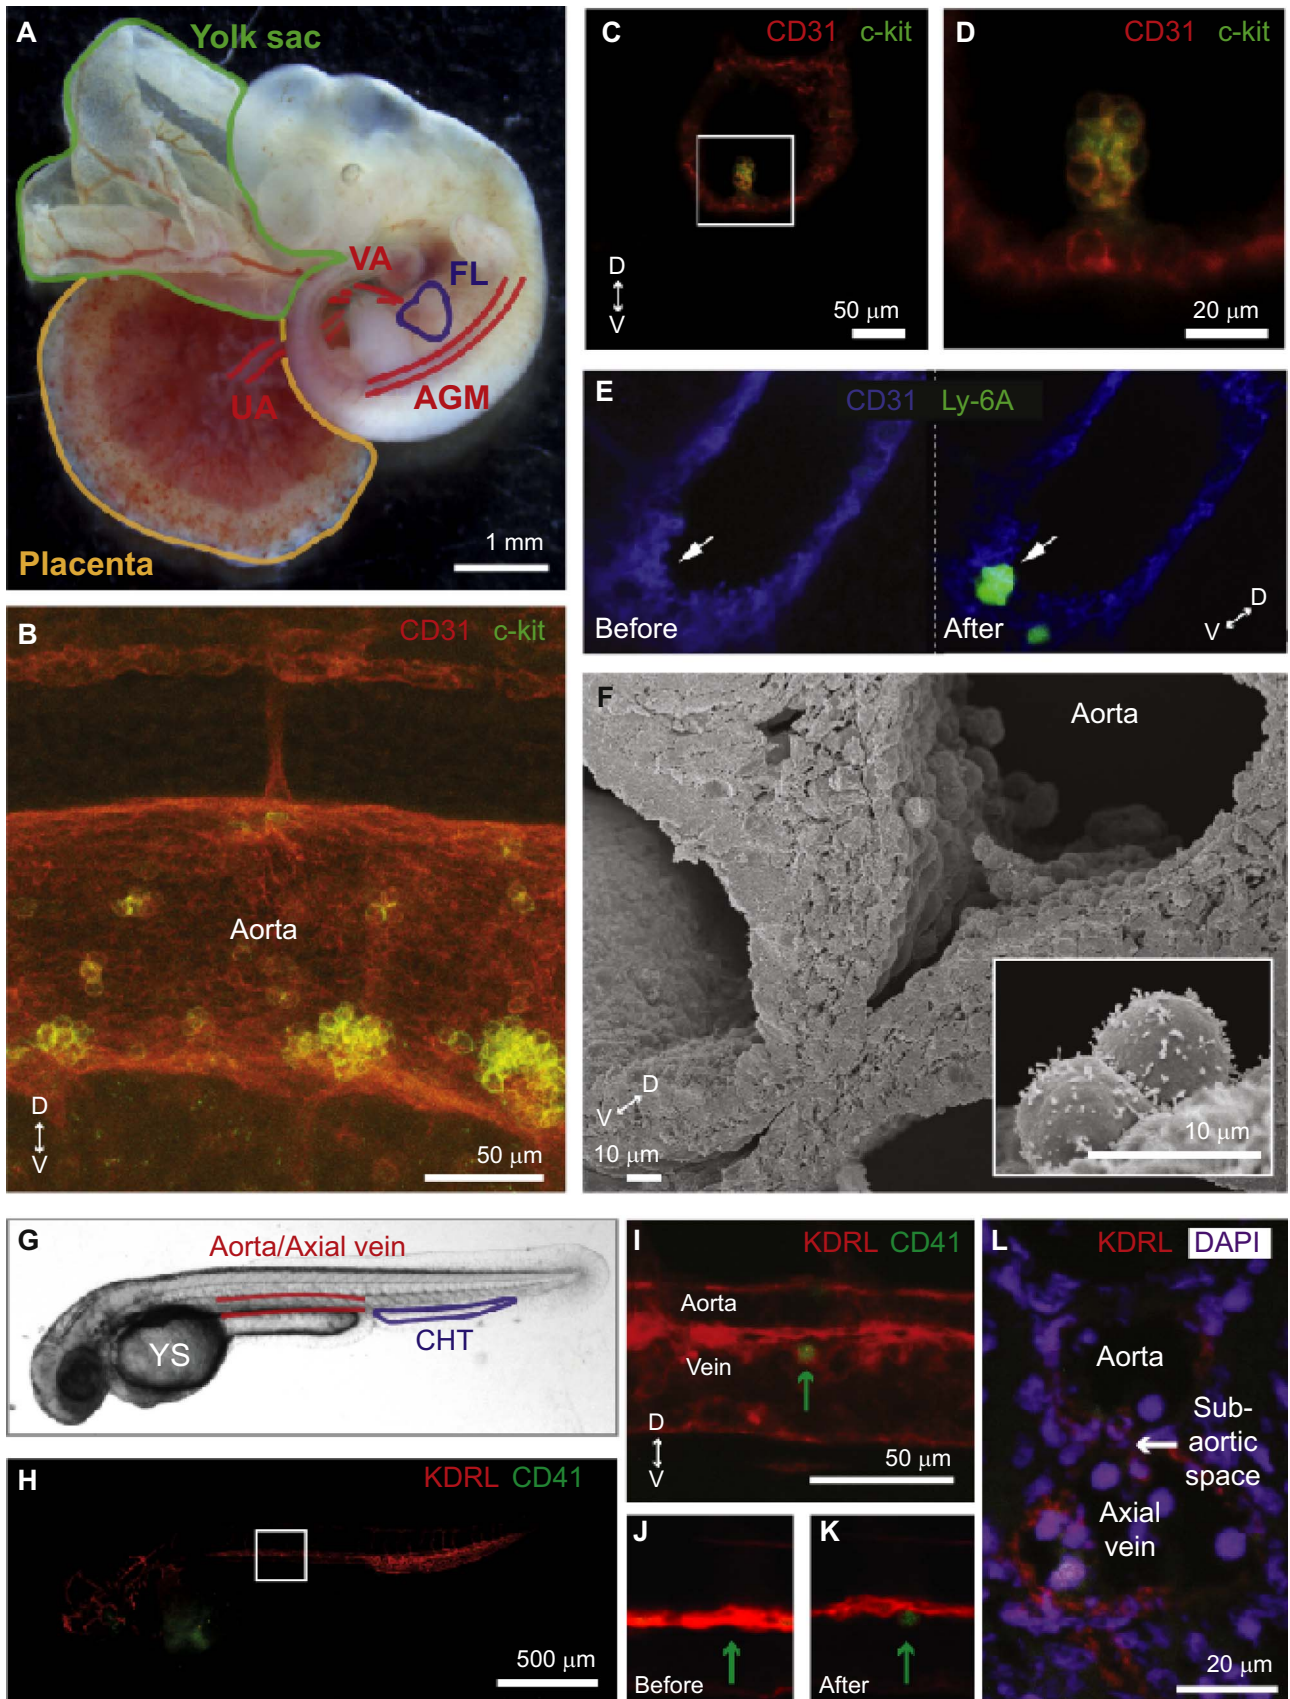 A
Yolk sac
VA
FL
UA
AGM
Placenta
1 mm
B
CD31 c-kit
Aorta
D
V
50 μm
C
CD31 c-kit
D
V
50 μm
D
CD31 c-kit
20 μm
E
CD31 Ly-6A
Before
After
D
V
F
Aorta
D
V
10 μm
10 μm
G
Aorta/Axial vein
YS
CHT
H
KDRL CD41
500 μm
I
KDRL CD41
Aorta
Vein
D
V
50 μm
J
Before
K
After
L
KDRL DAPI
Aorta
Sub-
aortic
space
Axial
vein
20 μm